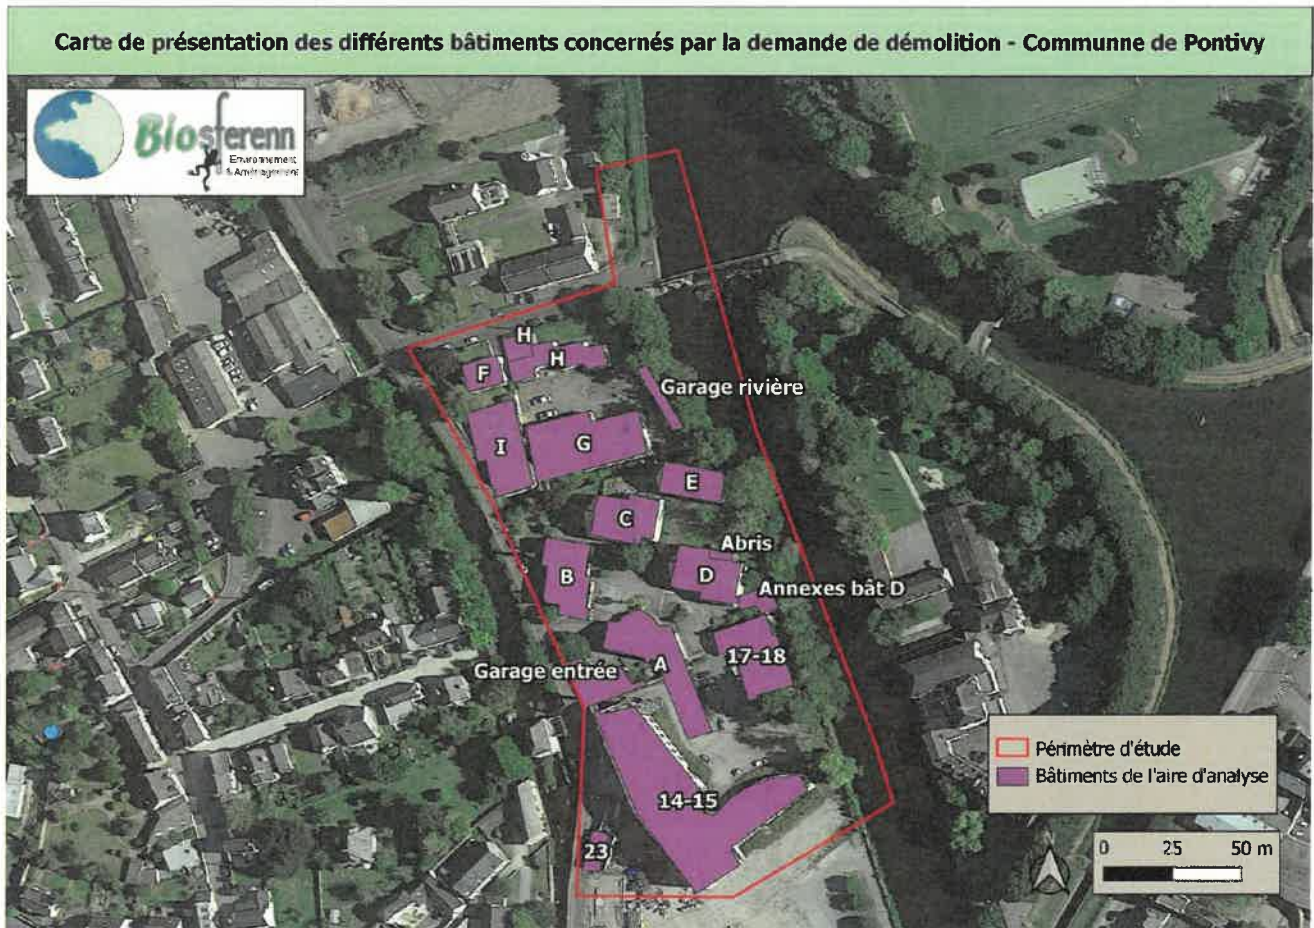 Carte de présentation des différents bâtiments concernés par la demande de démolition - Communne de Pontivy
Biosferenn
Environnement
& Aménagement
H
H
F
Garage rivière
I
G
E
C
Abris
B
D
Annexes bât D
17-18
Garage entrée
A
14-15
23
Périmètre d'étude
Bâtiments de l'aire d'analyse
0 25 50 m